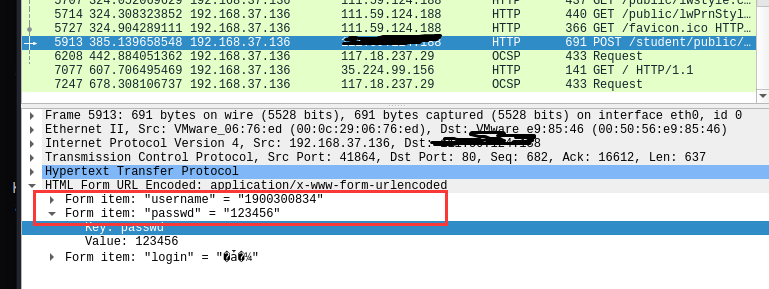 5707 324.052069629 192.168.37.136 111.59.124.188 HTTP 437 GET /public/lwstyle.c…
5714 324.308323852 192.168.37.136 111.59.124.188 HTTP 440 GET /public/lwPrnStyl…
5727 324.904289111 192.168.37.136 111.59.124.188 HTTP 366 GET /favicon.ico HTTP…
5913 385.139658548 192.168.37.136 HTTP 691 POST /student/public/…
6208 442.884051362 192.168.37.136 117.18.237.29 OCSP 433 Request
7077 607.706495469 192.168.37.136 35.224.99.156 HTTP 141 GET / HTTP/1.1
7247 678.308106737 192.168.37.136 117.18.237.29 OCSP 433 Request
Frame 5913: 691 bytes on wire (5528 bits), 691 bytes captured (5528 bits) on interface eth0, id 0
Ethernet II, Src: VMware_06:76:ed (00:0c:29:06:76:ed), Dst: VMware_e9:85:46 (00:50:56:e9:85:46)
Internet Protocol Version 4, Src: 192.168.37.136, Dst:
Transmission Control Protocol, Src Port: 41864, Dst Port: 80, Seq: 682, Ack: 16612, Len: 637
Hypertext Transfer Protocol
HTML Form URL Encoded: application/x-www-form-urlencoded
Form item: "username" = "1900300834"
Form item: "passwd" = "123456"
Key: passwd
Value: 123456
Form item: "login" = "�ǡ�¼"